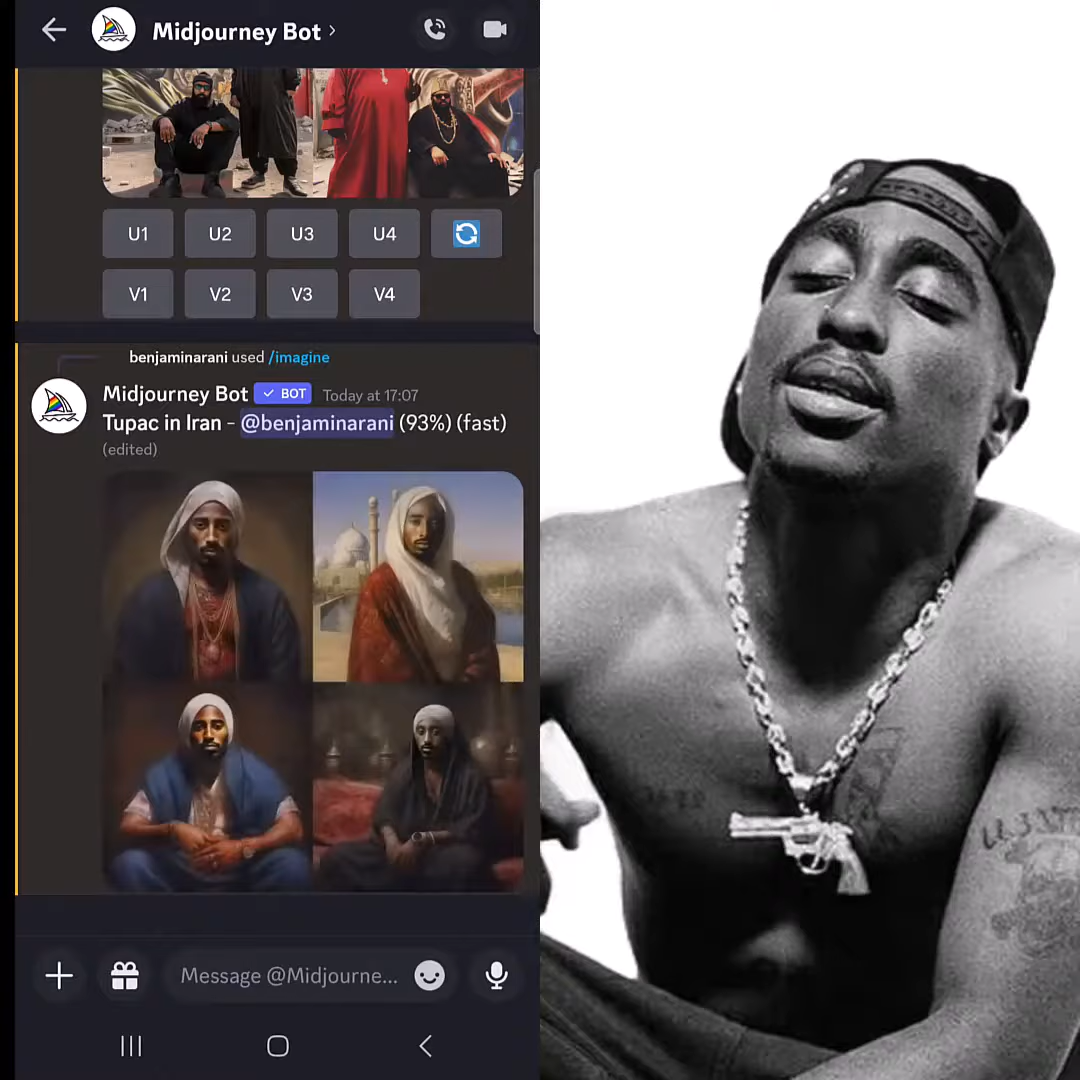 Midjourney Bot ›
U1 U2 U3 U4
V1 V2 V3 V4
benjaminarani used /imagine
Midjourney Bot ✓ BOT Today at 17:07
Tupac in Iran - @benjaminarani (93%) (fast)
(edited)
Message @Midjourne...